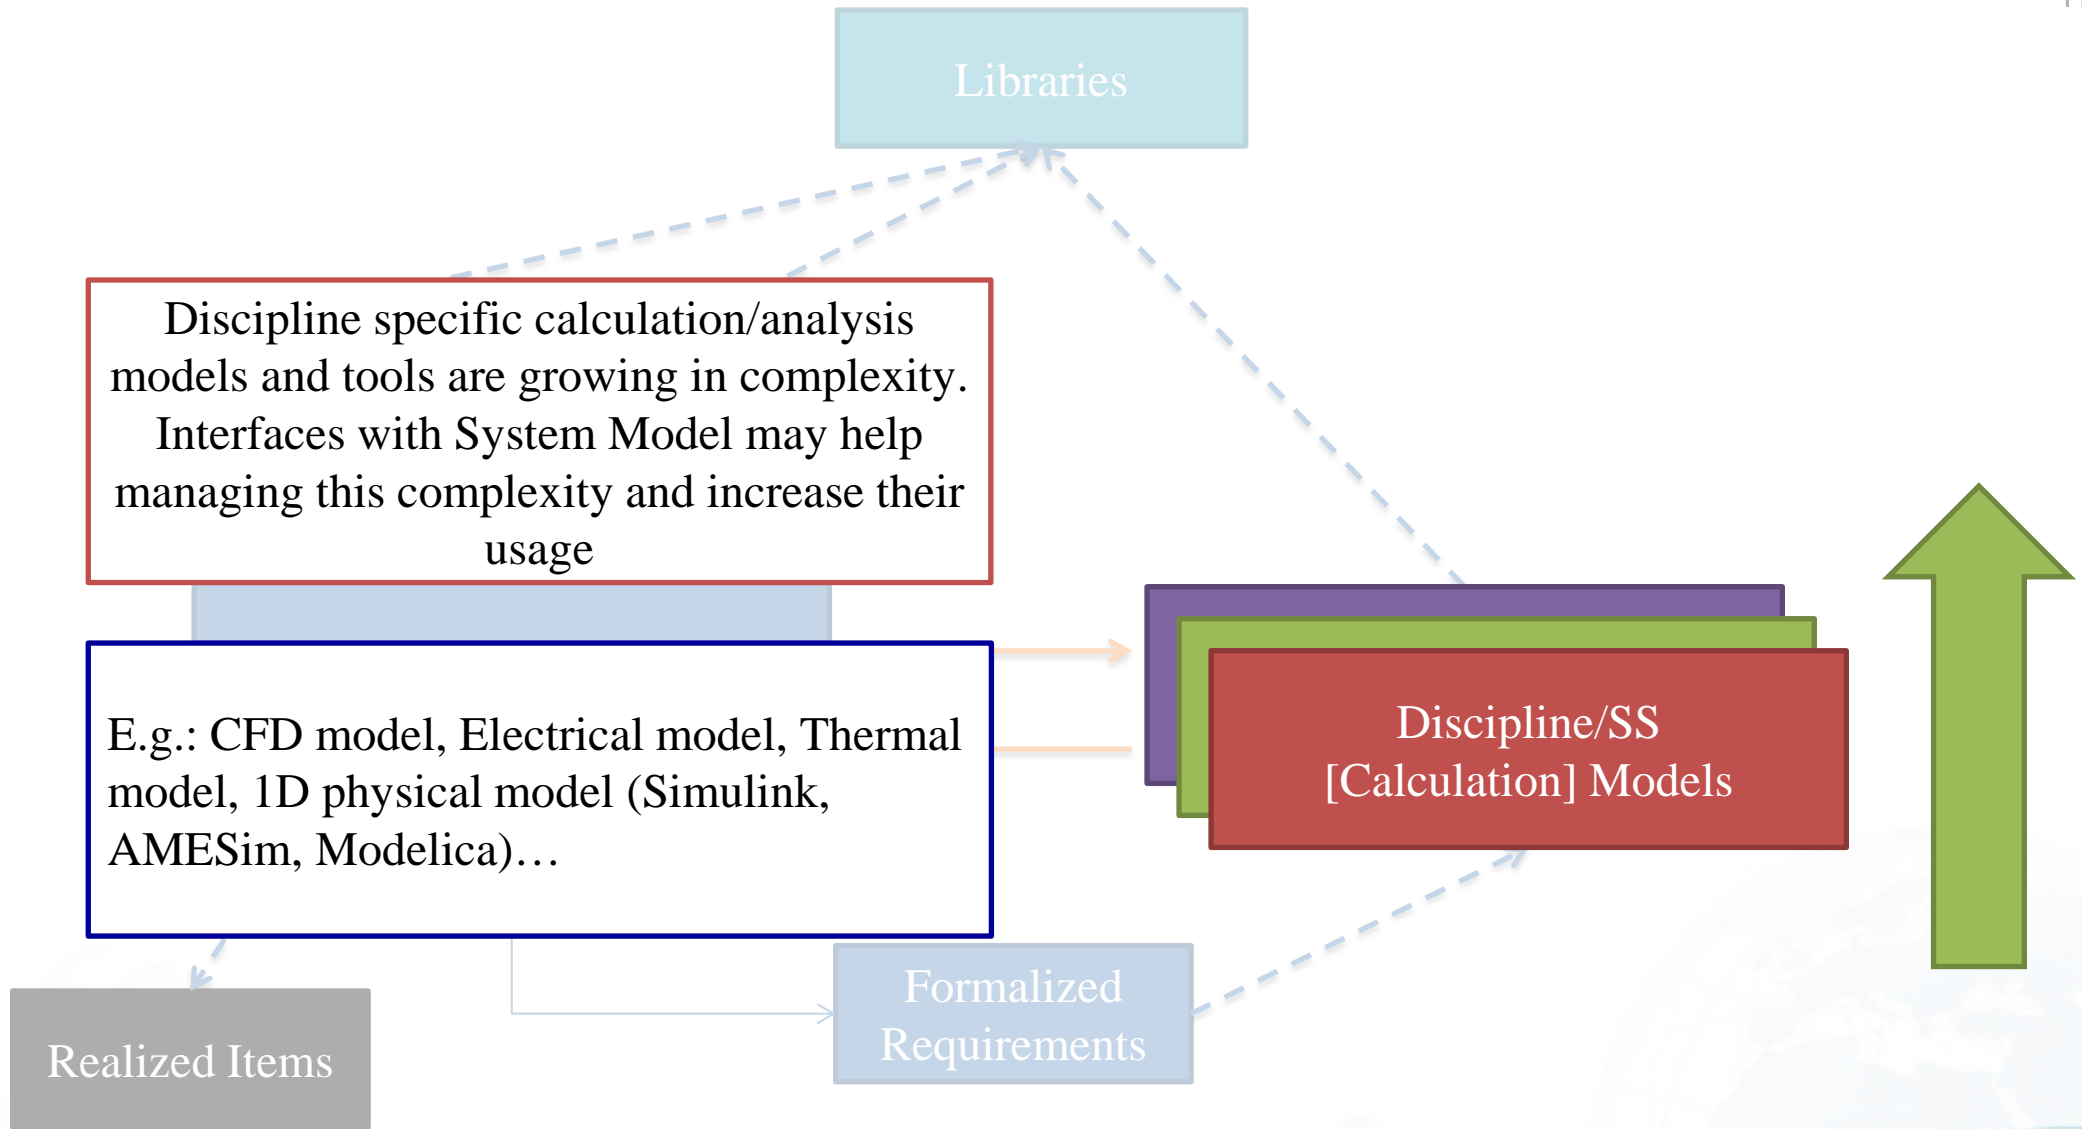 Libraries
Discipline specific calculation/analysis
models and tools are growing in complexity.
Interfaces with System Model may help
managing this complexity and increase their
usage
E.g.: CFD model, Electrical model, Thermal
model, 1D physical model (Simulink,
AMESim, Modelica)…
Discipline/SS
[Calculation] Models
Formalized
Requirements
Realized Items